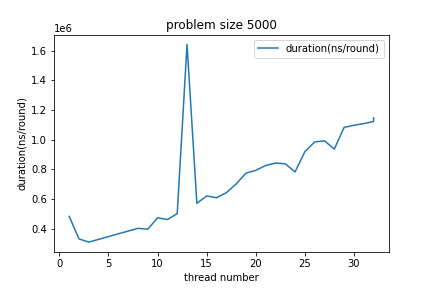 problem size 5000
1e6
duration(ns/round)
1.6
1.4
1.2
1.0
0.8
0.6
0.4
duration(ns/round)
0 5 10 15 20 25 30
thread number